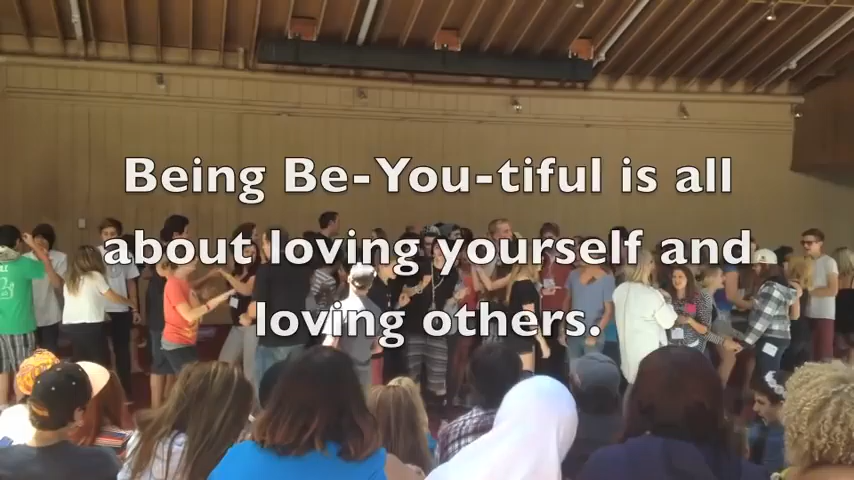 Being Be-You-tiful is all
about loving yourself and
loving others.